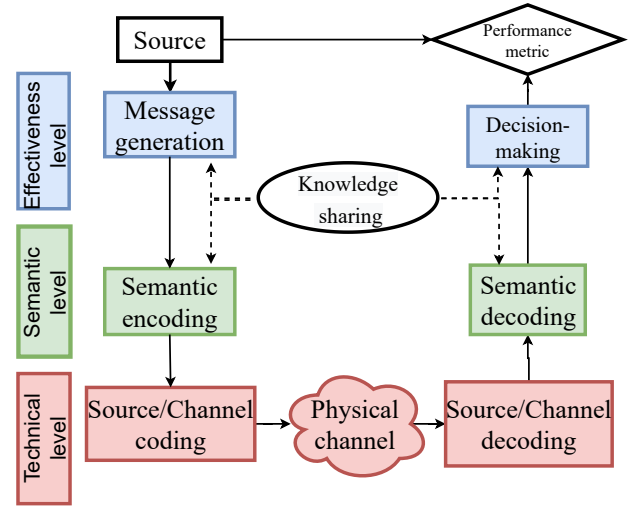 Source
Performance
metric
Effectiveness
level
Message
generation
Decision-
making
Knowledge
sharing
Semantic
level
Semantic
encoding
Semantic
decoding
Technical
level
Source/Channel
coding
Physical
channel
Source/Channel
decoding